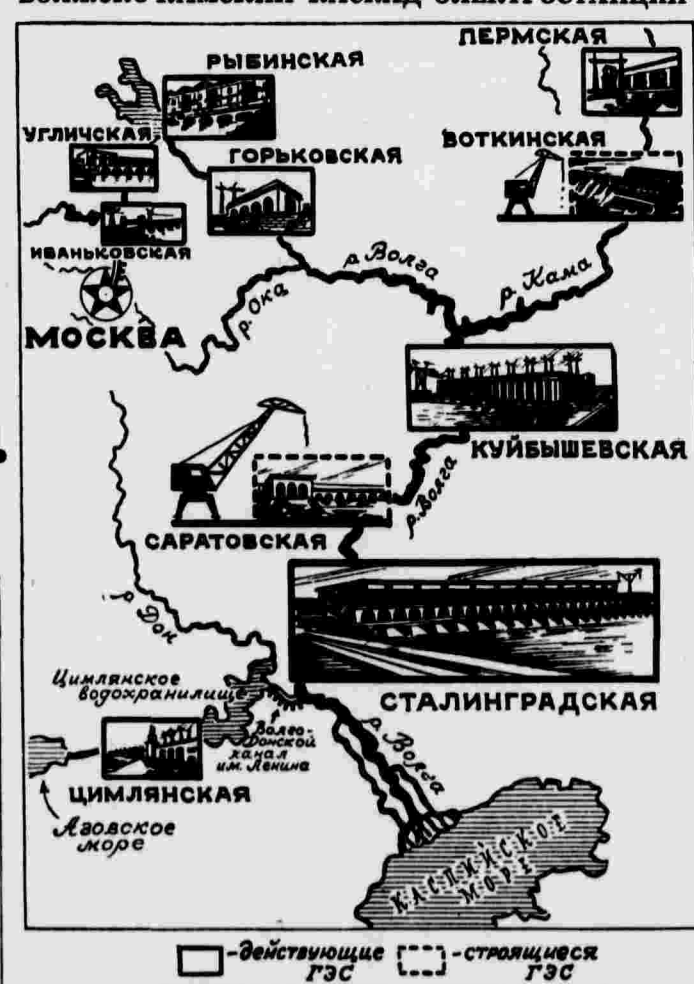 ПЕРМСКАЯ
РЫБИНСКАЯ
УГЛИЧСКАЯ
ГОРЬКОВСКАЯ
ВОТКИНСКАЯ
ИВАНЬКОВСКАЯ
МОСКВА
р. Ока
р. Волга
р. Кама
КУЙБЫШЕВСКАЯ
р. Волга
САРАТОВСКАЯ
р. Дон
СТАЛИНГРАДСКАЯ
Цимлянское
водохранилище
Волго-
Донской
канал
им. Ленина
р. Волга
ЦИМЛЯНСКАЯ
Азовское
море
КАСПИЙСКОЕ
МОРЕ
-действующие
ГЭС
-строящиеся
ГЭС